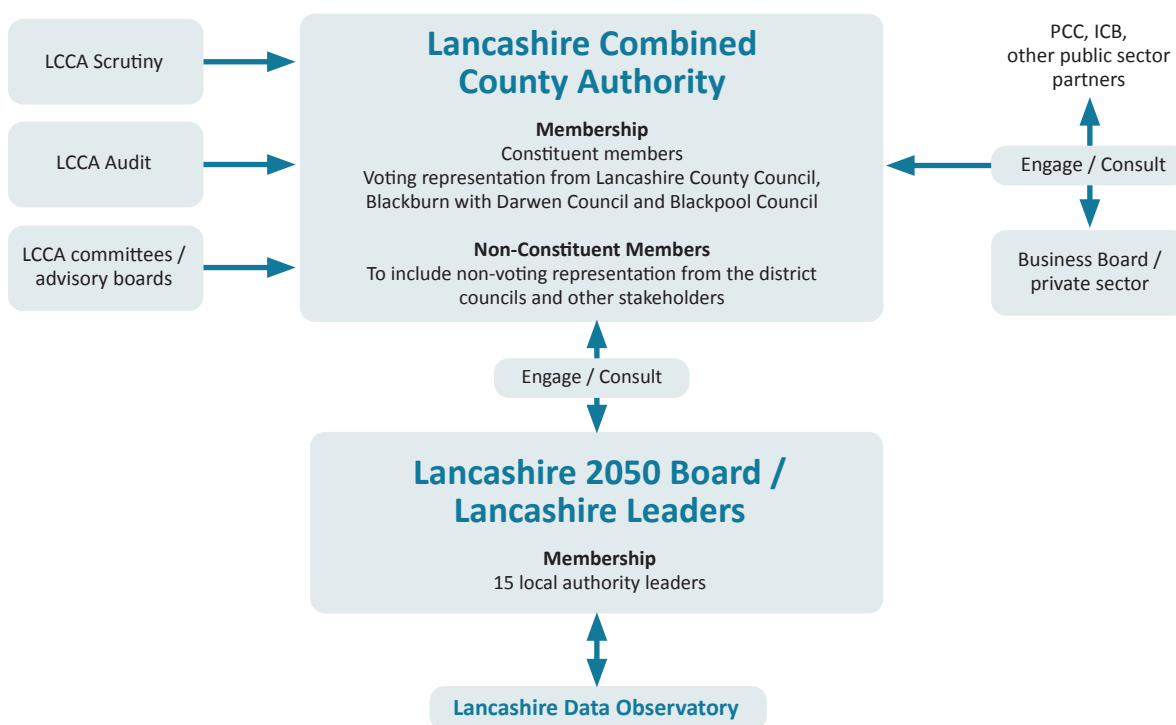 LCCA Scrutiny
LCCA Audit
LCCA committees /
advisory boards
Lancashire Combined
County Authority
Membership
Constituent members
Voting representation from Lancashire County Council,
Blackburn with Darwen Council and Blackpool Council
Non-Constituent Members
To include non-voting representation from the district
councils and other stakeholders
PCC, ICB,
other public sector
partners
Engage / Consult
Business Board /
private sector
Engage / Consult
Lancashire 2050 Board /
Lancashire Leaders
Membership
15 local authority leaders
Lancashire Data Observatory